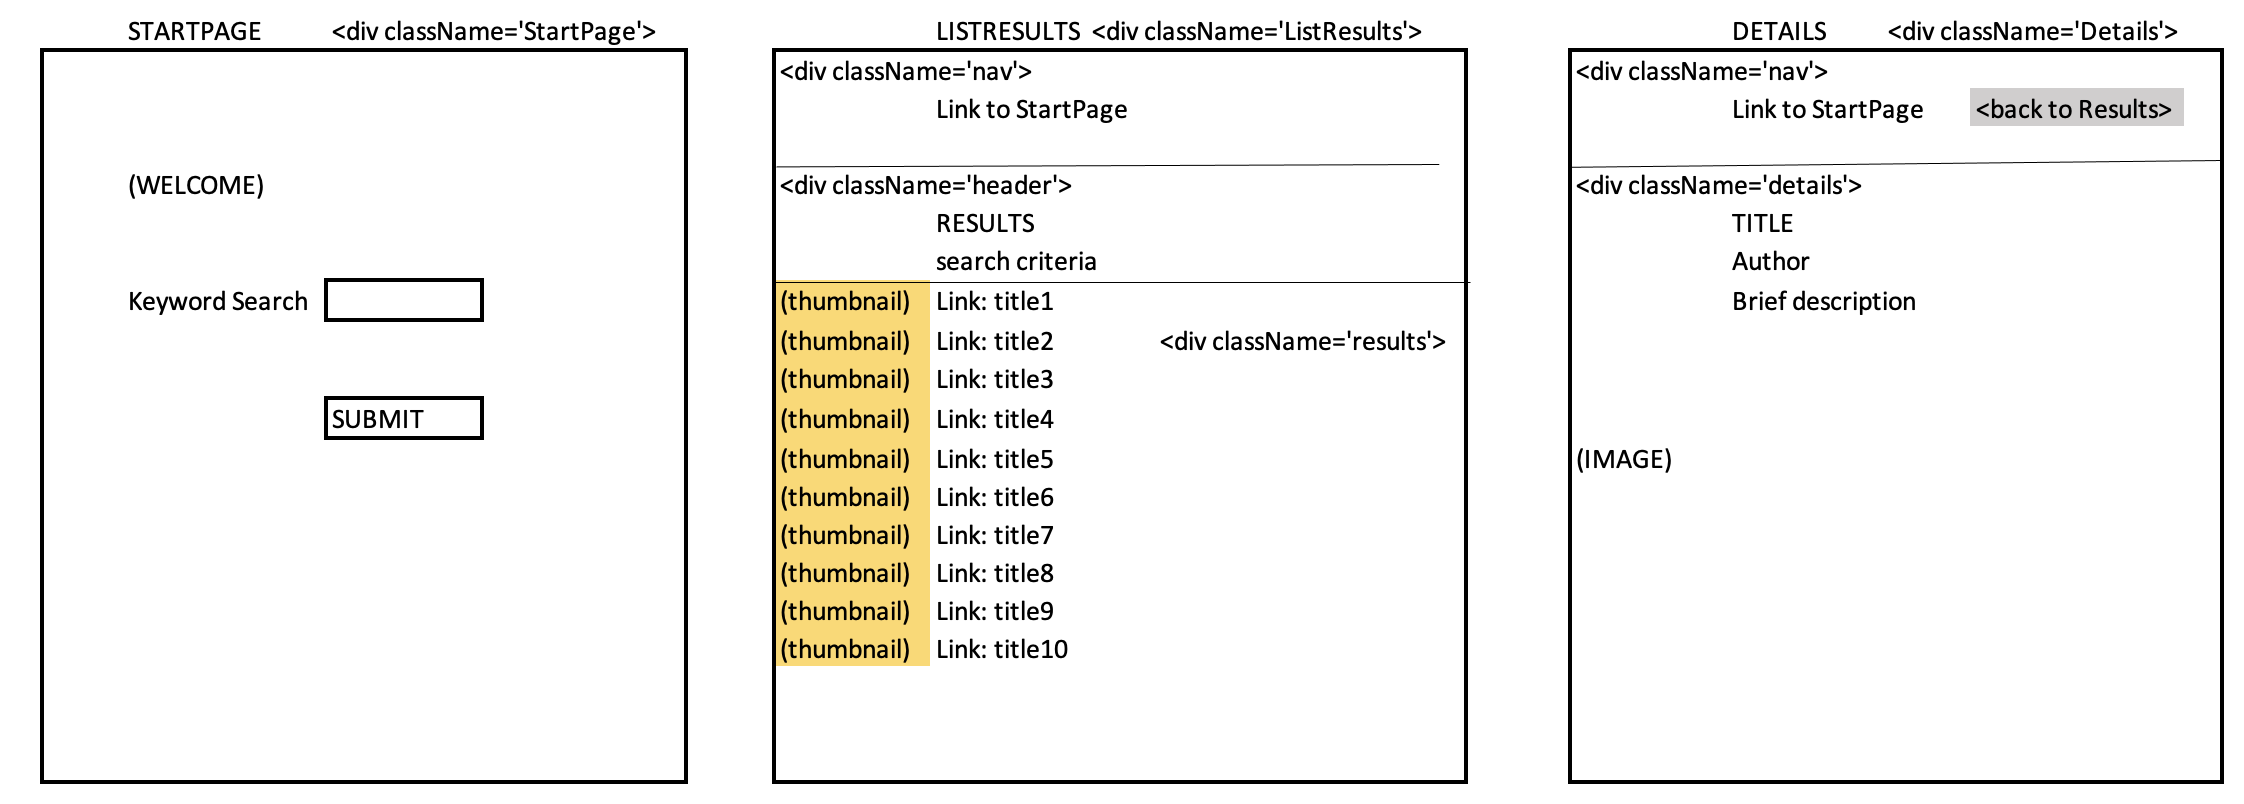 STARTPAGE <div className='StartPage'>
(WELCOME)
Keyword Search
SUBMIT
LISTRESULTS <div className='ListResults'>
<div className='nav'>
Link to StartPage
<div className='header'>
RESULTS
search criteria
(thumbnail) Link: title1
(thumbnail) Link: title2 <div className='results'>
(thumbnail) Link: title3
(thumbnail) Link: title4
(thumbnail) Link: title5
(thumbnail) Link: title6
(thumbnail) Link: title7
(thumbnail) Link: title8
(thumbnail) Link: title9
(thumbnail) Link: title10
DETAILS <div className='Details'>
<div className='nav'>
Link to StartPage <back to Results>
<div className='details'>
TITLE
Author
Brief description
(IMAGE)